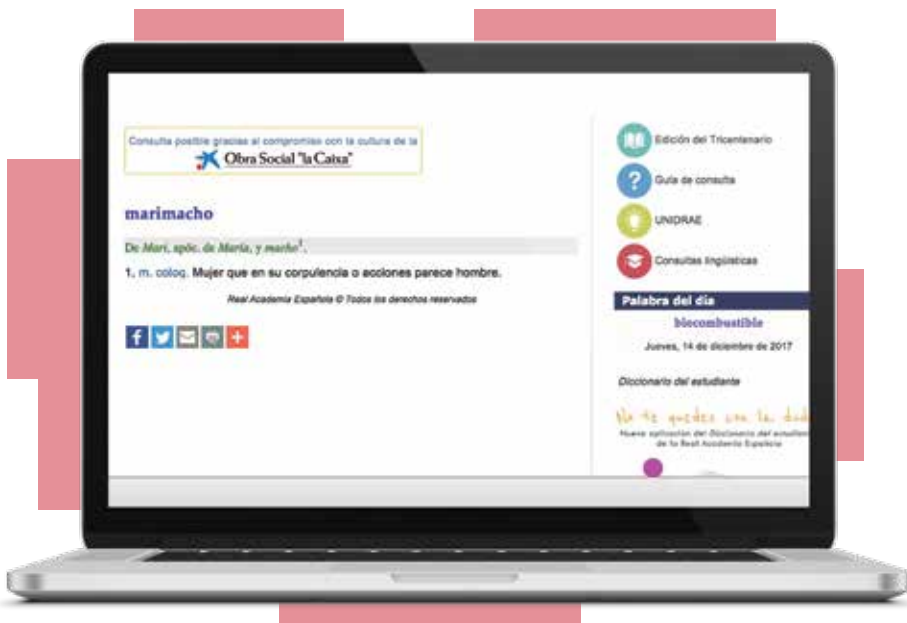 Consulta posible gracias al compromiso con la cultura de la
Obra Social "la Caixa"
marimacho
De Mari, apóc. de María, y macho¹.
1. m. coloq. Mujer que en su corpulencia o acciones parece hombre.
Real Academia Española © Todos los derechos reservados
Edición del Tricentenario
Guía de consulta
UNIDRAE
Consultas lingüísticas
Palabra del día
biocombustible
Jueves, 14 de diciembre de 2017
Diccionario del estudiante
No te quedes con la dud
Nueva aplicación del Diccionario del estudian
de la Real Academia Española